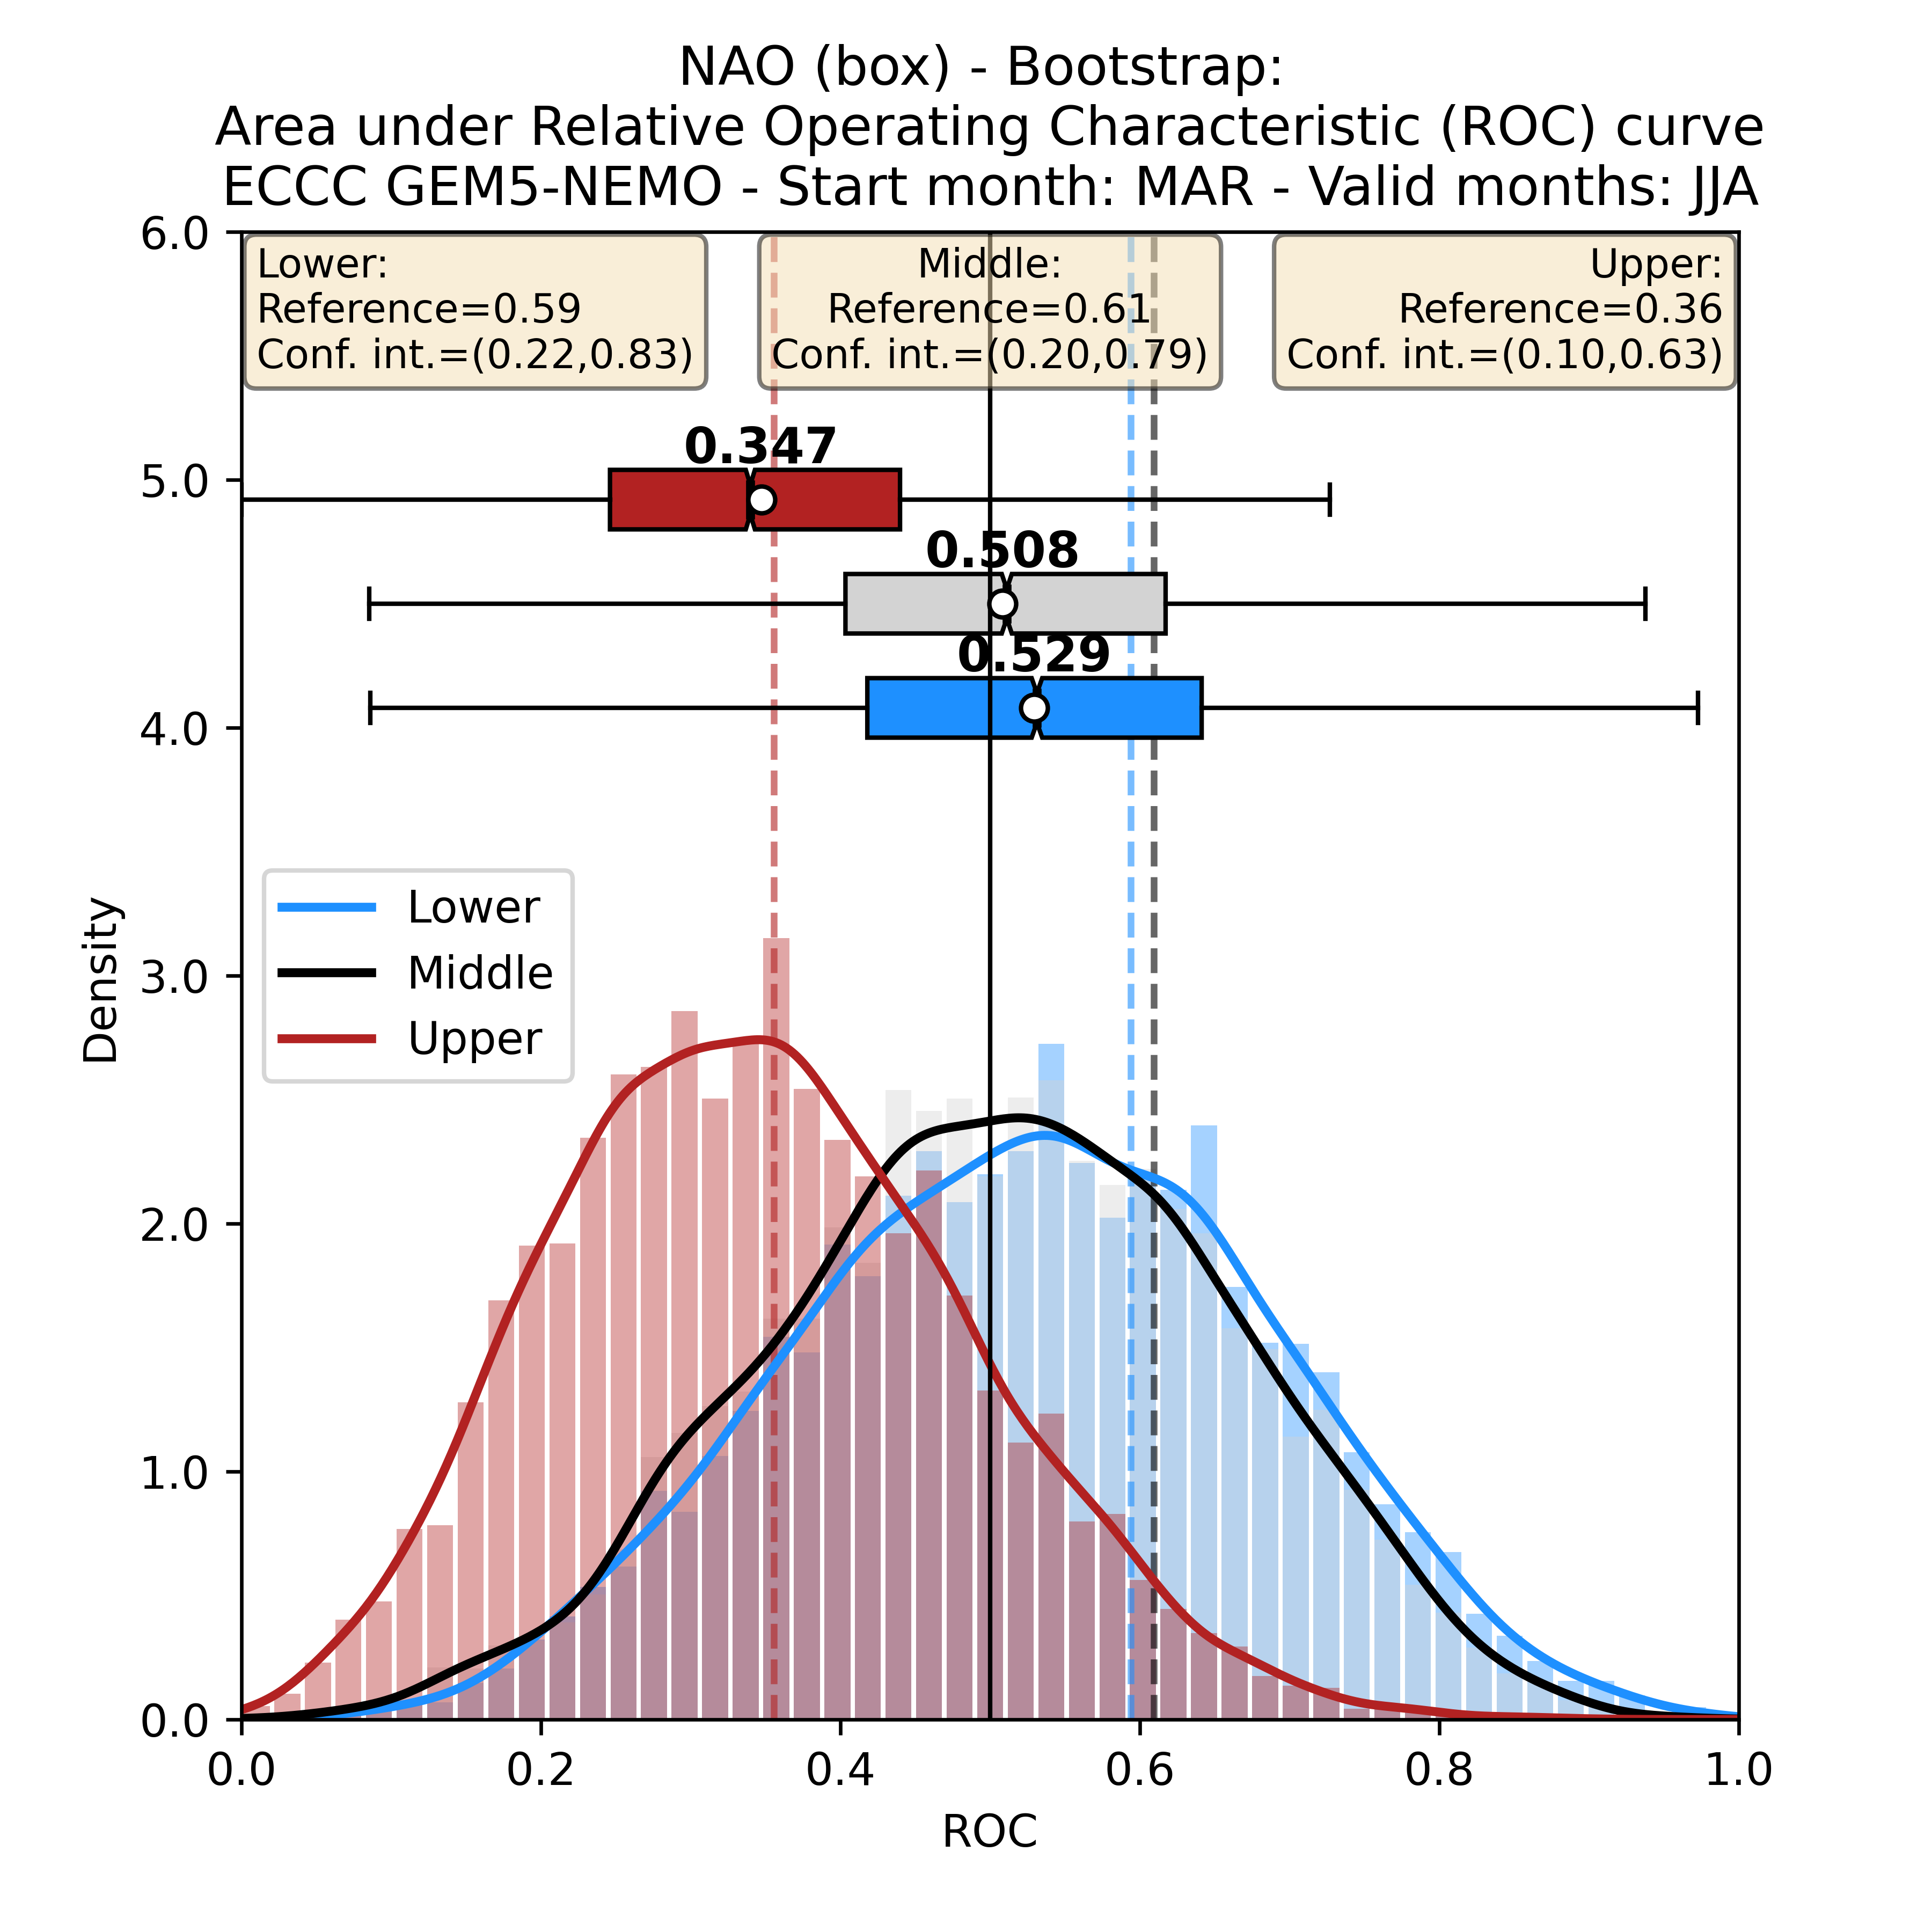 NAO (box) - Bootstrap:
Area under Relative Operating Characteristic (ROC) curve
ECCC GEM5-NEMO - Start month: MAR - Valid months: JJA
Lower:
Reference=0.59
Conf. int.=(0.22,0.83)
Middle:
Reference=0.61
Conf. int.=(0.20,0.79)
Upper:
Reference=0.36
Conf. int.=(0.10,0.63)
0.347
0.508
0.529
Lower
Middle
Upper
Density
6.0
5.0
4.0
3.0
2.0
1.0
0.0
0.0 0.2 0.4 0.6 0.8 1.0
ROC